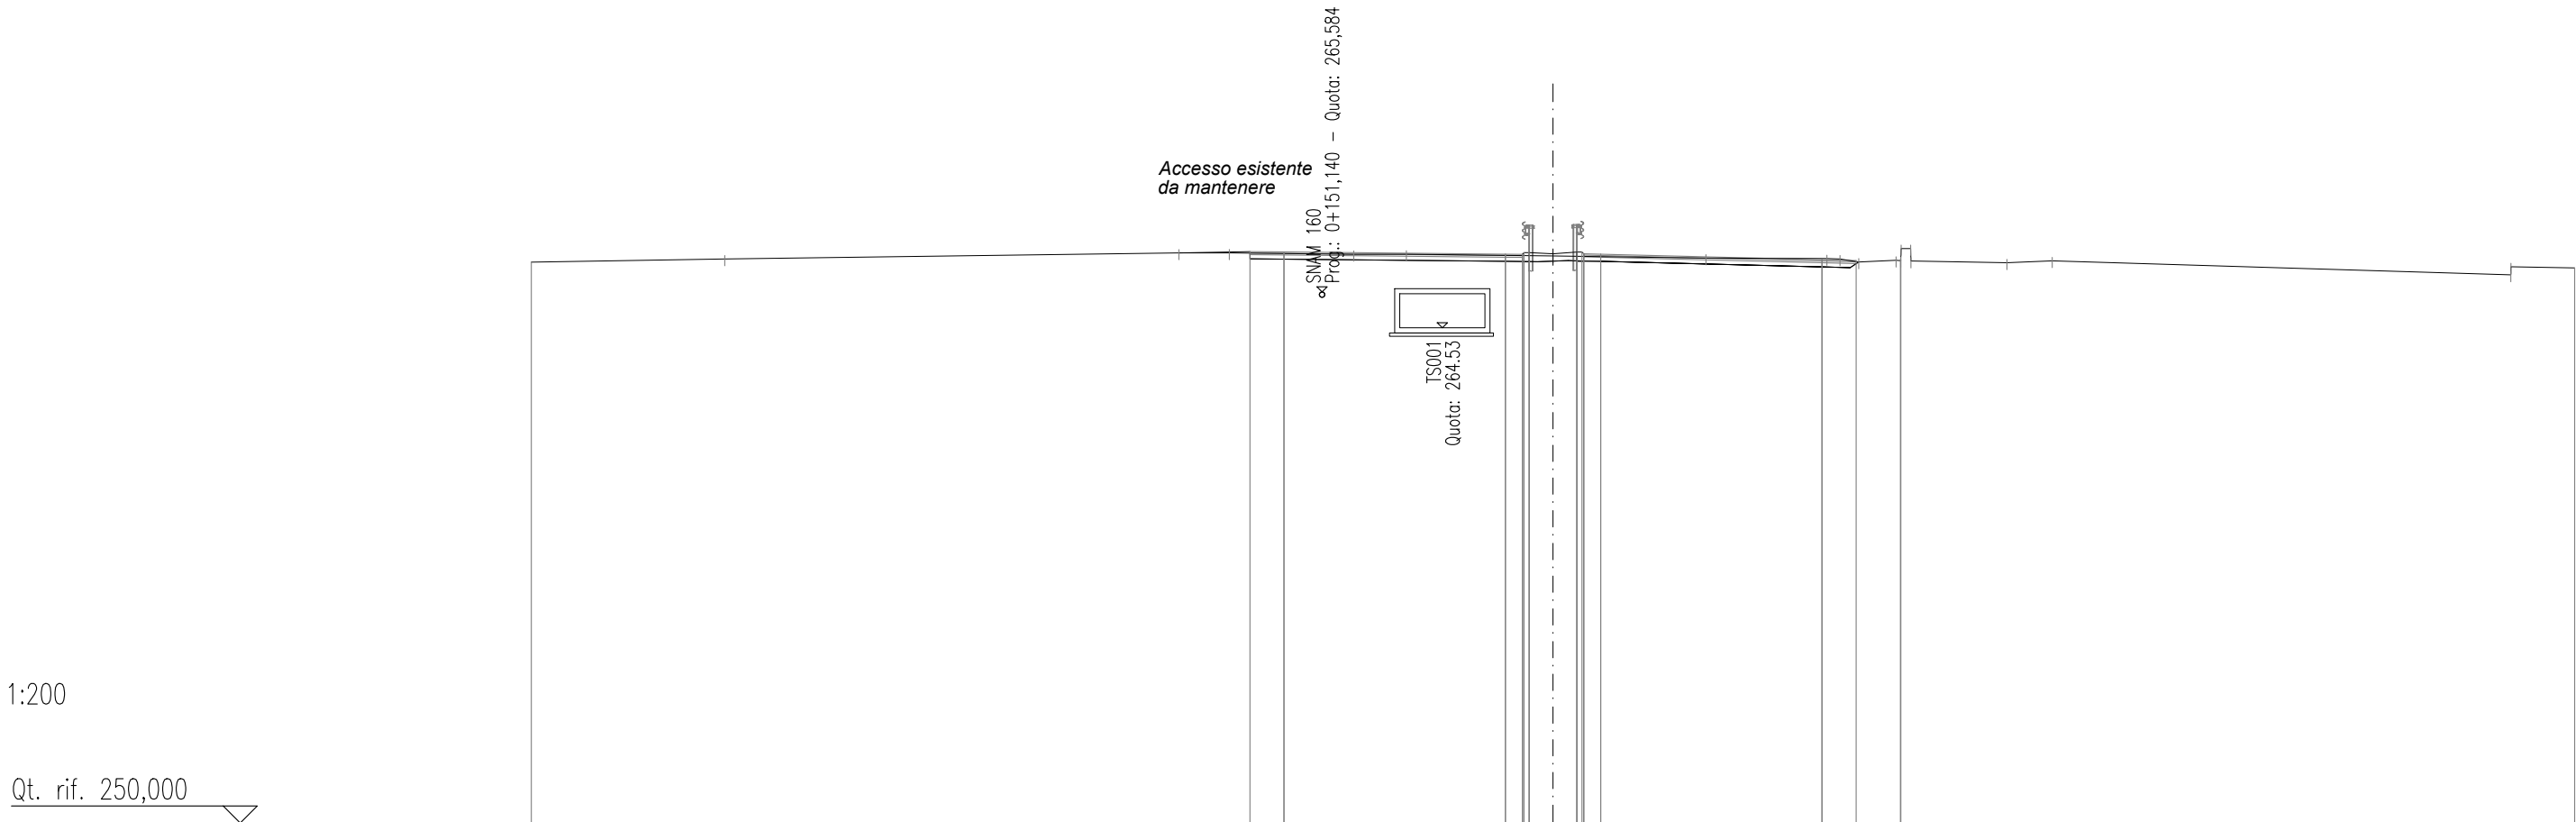 SNAM 160
Prog.: 0+151,140 - Quota: 265,584
Accesso esistente
da mantenere
TS001
Quota: 264.53
1:200
Qt. rif. 250,000